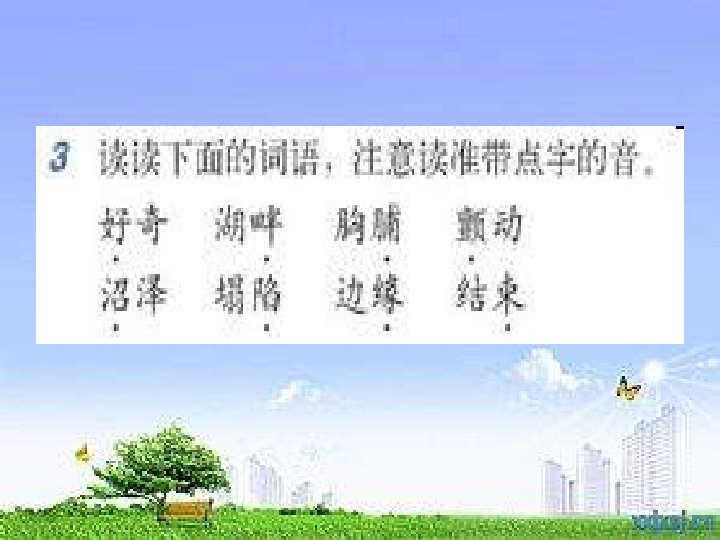 3 读读下面的词语，注意读准带点字的音。
好奇 湖畔 胸脯 颤动
沼泽 塌陷 边缘 结束